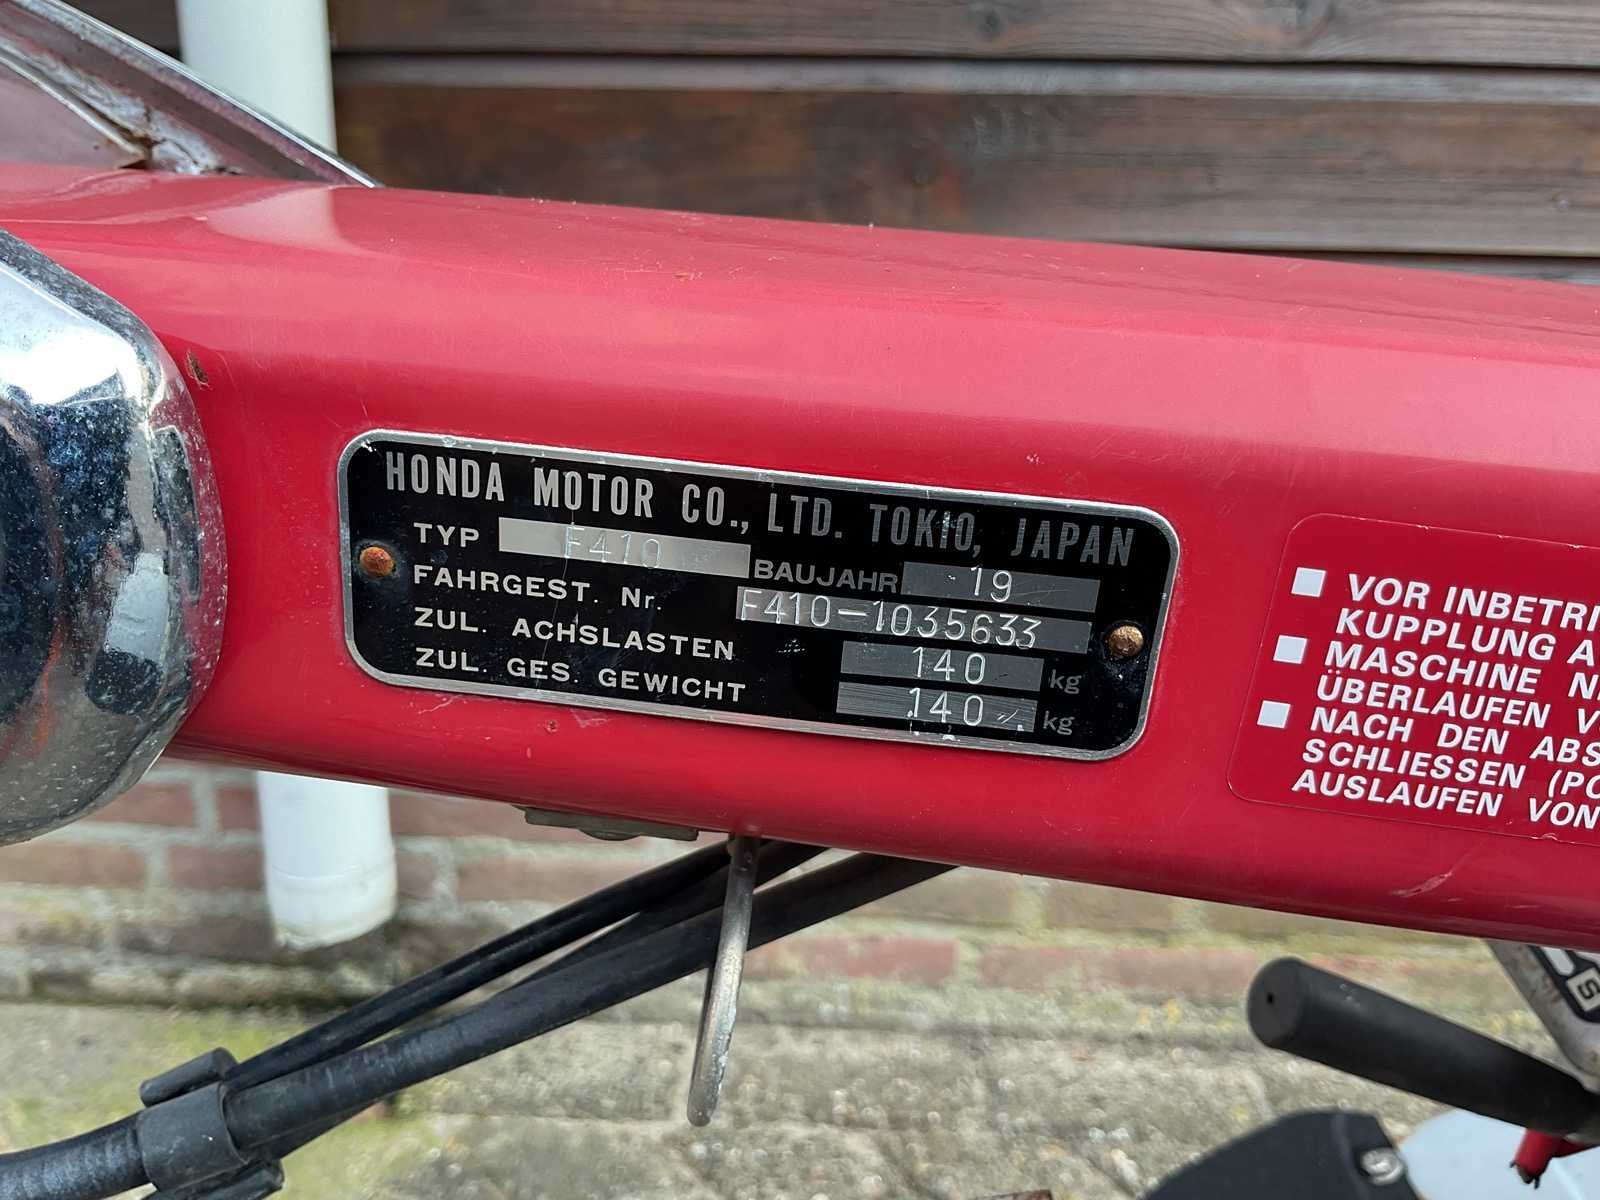 HONDA MOTOR CO., LTD. TOKIO, JAPAN
TYP F410 BAUJAHR 19
FAHRGEST. Nr. F410-1035633
ZUL. ACHSLASTEN 140 kg
ZUL. GES. GEWICHT 140 kg
VOR INBETRI
KUPPLUNG A
MASCHINE NI
ÜBERLAUFEN V
NACH DEN ABS
SCHLIESSEN (PO
AUSLAUFEN VON
S